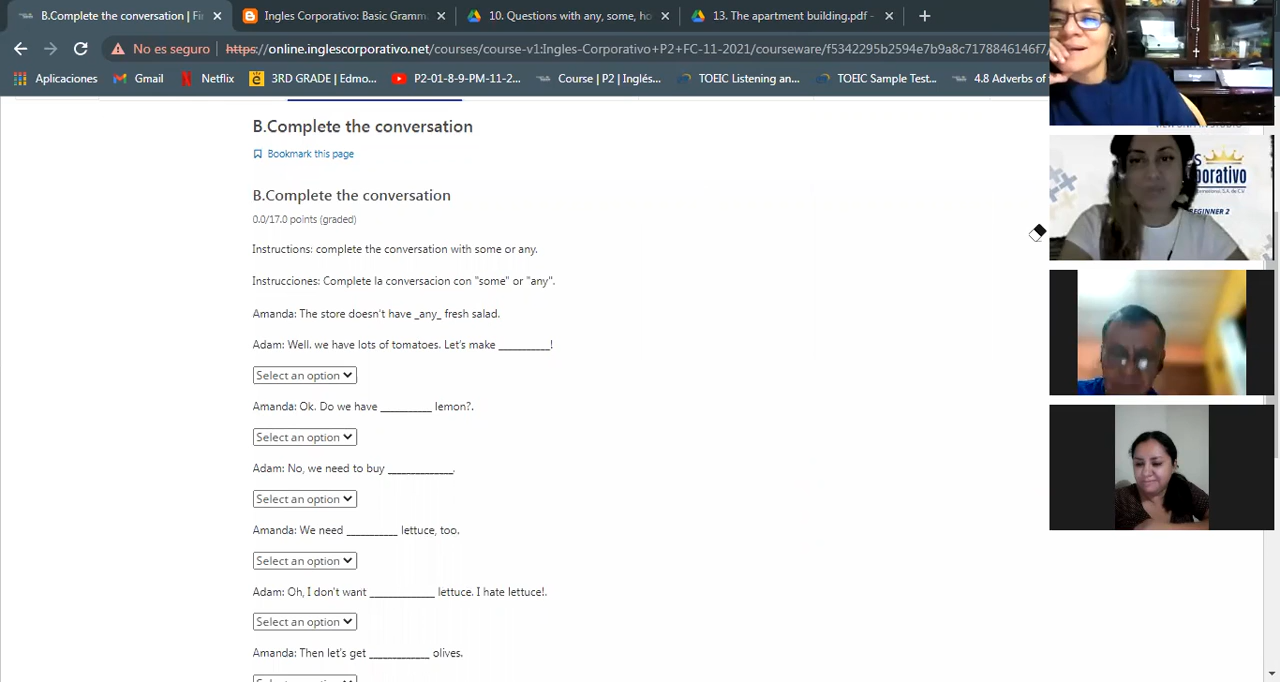 B.Complete the conversation | Fi
Ingles Corporativo: Basic Gramm
10. Questions with any, some, ho
13. The apartment building.pdf -
No es seguro
https://online.inglescorporativo.net/courses/course-v1:Ingles-Corporativo+P2+FC-11-2021/courseware/f5342295b2594e7b9a8c7178846146f7/
Aplicaciones
Gmail
Netflix
3RD GRADE | Edmo...
P2-01-8-9-PM-11-2...
Course | P2 | Inglés...
TOEIC Listening an...
TOEIC Sample Test...
4.8 Adverbs of
B.Complete the conversation
Bookmark this page
B.Complete the conversation
0.0/17.0 points (graded)
Instructions: complete the conversation with some or any.
Instrucciones: Completa la conversacion con "some" or "any".
Amanda: The store doesn't have _any_ fresh salad.
Adam: Well. we have lots of tomatoes. Let's make __________!
Select an option
Amanda: Ok. Do we have __________ lemon?.
Select an option
Adam: No, we need to buy _____________.
Select an option
Amanda: We need __________ lettuce, too.
Select an option
Adam: Oh, I don't want _____________ lettuce. I hate lettuce!.
Select an option
Amanda: Then let's get ____________ olives.
S
orativo
BEGINNER 2